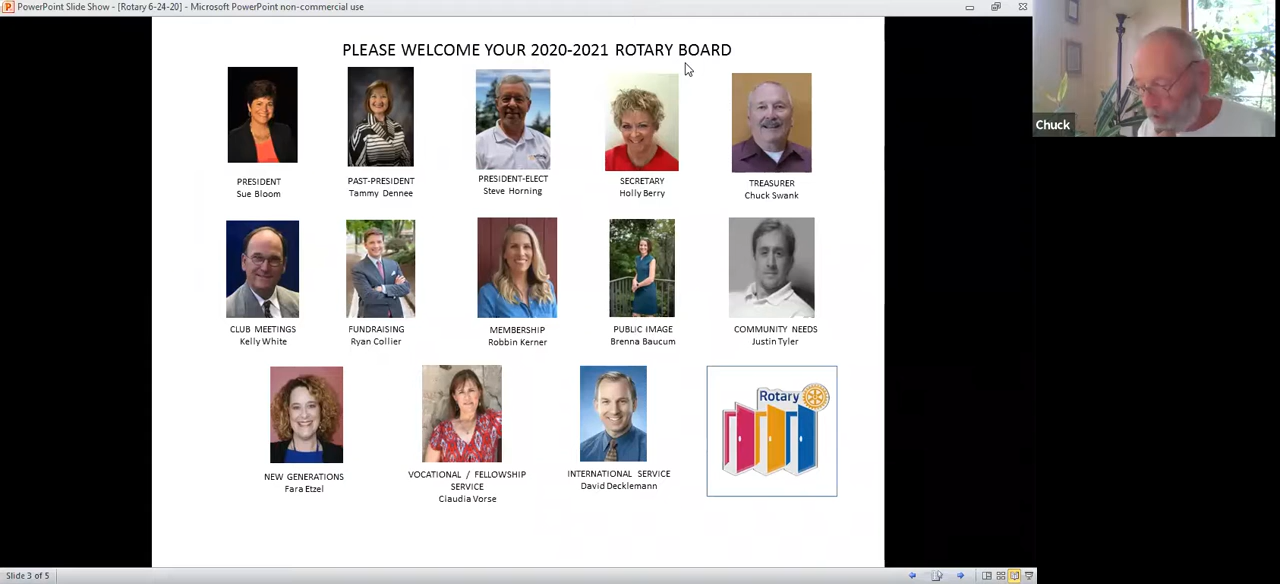 PowerPoint Slide Show - [Rotary 6-24-20] - Microsoft PowerPoint non-commercial use
PLEASE WELCOME YOUR 2020-2021 ROTARY BOARD
Chuck
PRESIDENT
Sue Bloom
PAST-PRESIDENT
Tammy Dennee
PRESIDENT-ELECT
Steve Horning
SECRETARY
Holly Berry
TREASURER
Chuck Swank
CLUB MEETINGS
Kelly White
FUNDRAISING
Ryan Collier
MEMBERSHIP
Robbin Kerner
PUBLIC IMAGE
Brenna Baucum
COMMUNITY NEEDS
Justin Tyler
NEW GENERATIONS
Fara Etzel
VOCATIONAL / FELLOWSHIP
SERVICE
Claudia Vorse
INTERNATIONAL SERVICE
David Decklemann
Rotary
Slide 3 of 5